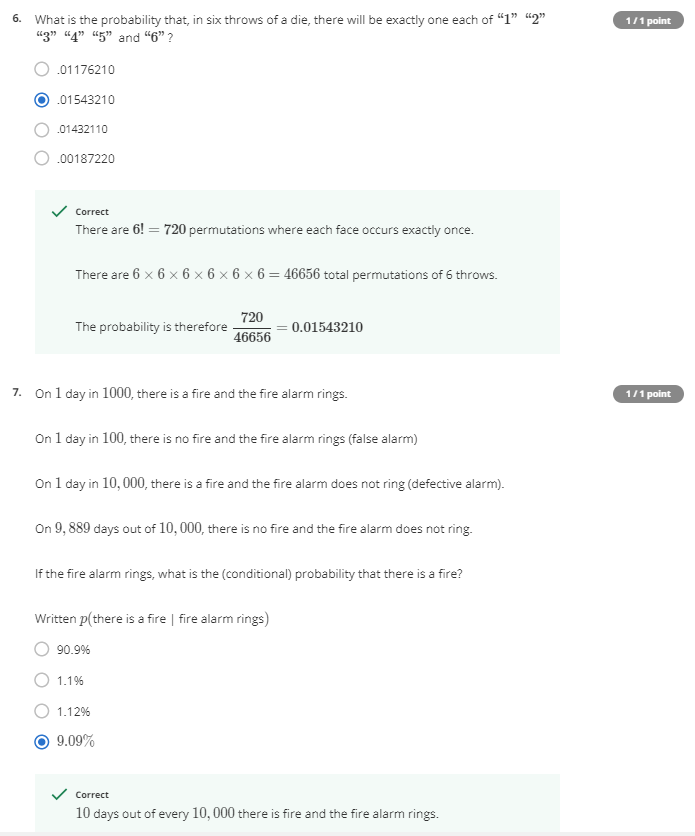 6. What is the probability that, in six throws of a die, there will be exactly one each of “1” “2”
1 / 1 point
“3” “4” “5” and “6” ?
.01176210
.01543210
.01432110
.00187220
Correct
There are 6! = 720 permutations where each face occurs exactly once.
There are 6 × 6 × 6 × 6 × 6 × 6 = 46656 total permutations of 6 throws.
The probability is therefore 720/46656 = 0.01543210
7. On 1 day in 1000, there is a fire and the fire alarm rings.
1 / 1 point
On 1 day in 100, there is no fire and the fire alarm rings (false alarm)
On 1 day in 10, 000, there is a fire and the fire alarm does not ring (defective alarm).
On 9, 889 days out of 10, 000, there is no fire and the fire alarm does not ring.
If the fire alarm rings, what is the (conditional) probability that there is a fire?
Written p(there is a fire | fire alarm rings)
90.9%
1.1%
1.12%
9.09%
Correct
10 days out of every 10, 000 there is fire and the fire alarm rings.